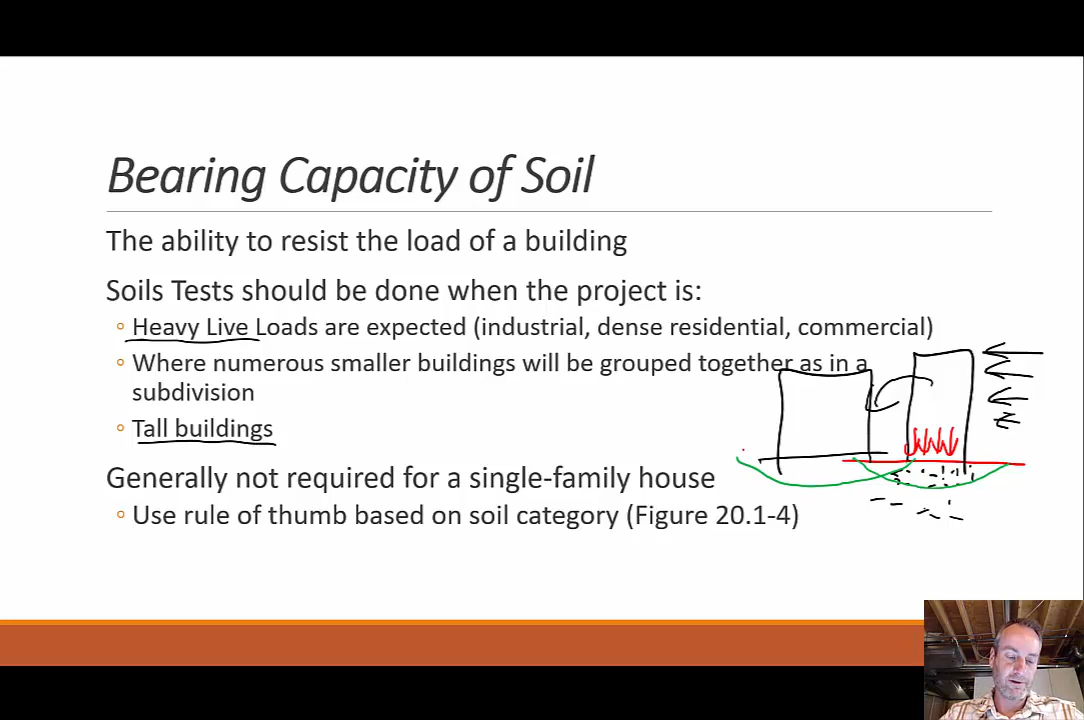 Bearing Capacity of Soil
The ability to resist the load of a building
Soils Tests should be done when the project is:
Heavy Live Loads are expected (industrial, dense residential, commercial)
Where numerous smaller buildings will be grouped together as in a
subdivision
Tall buildings
Generally not required for a single-family house
Use rule of thumb based on soil category (Figure 20.1-4)